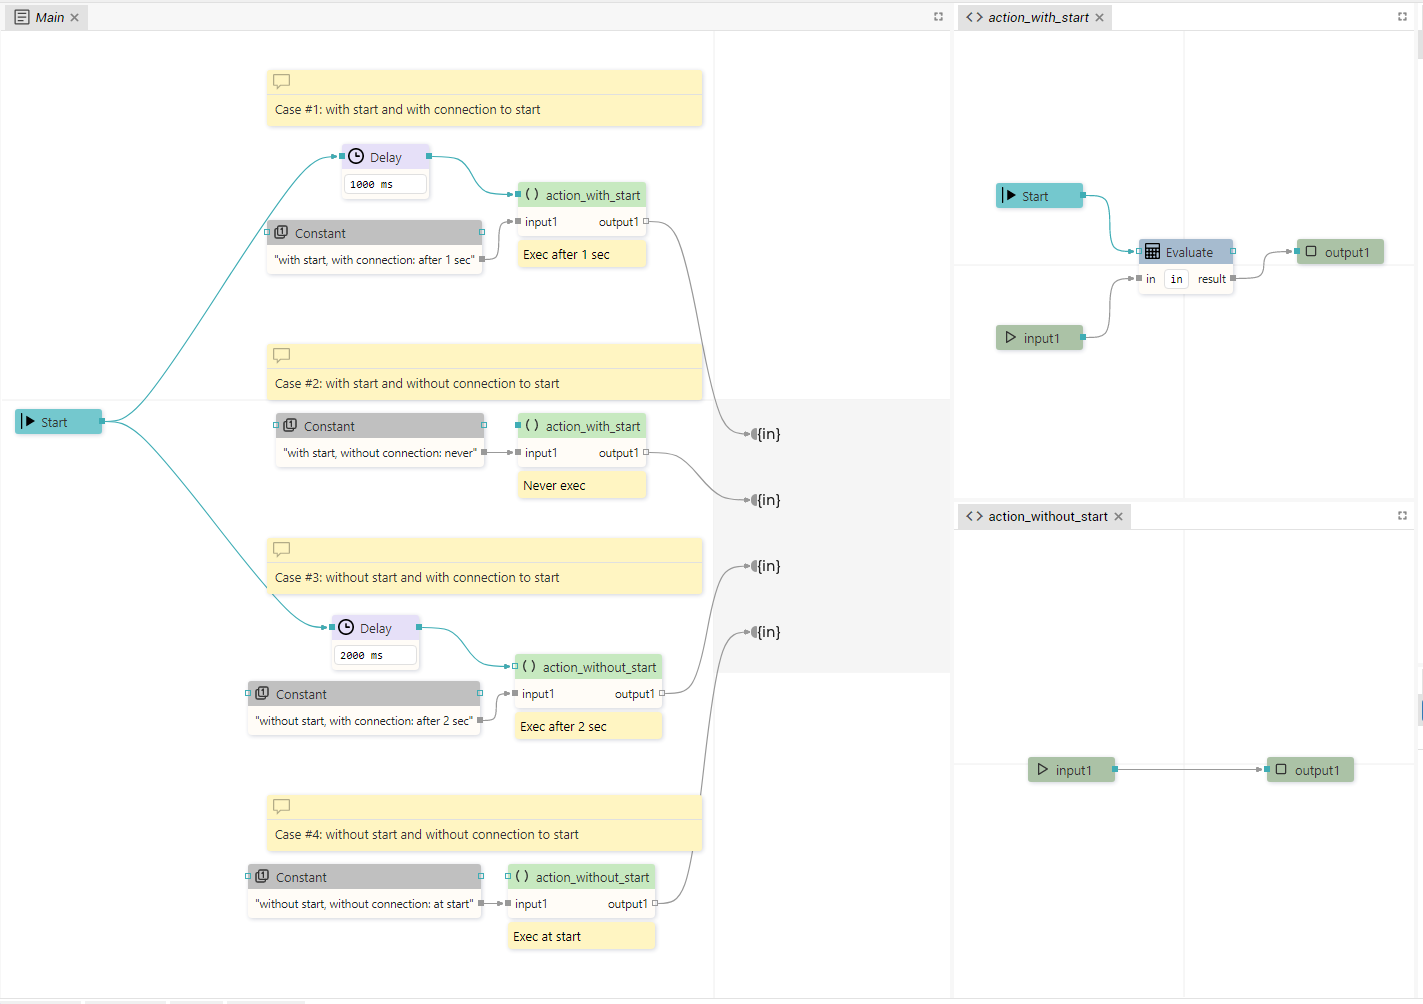 Main
Case #1: with start and with connection to start
Delay
1000 ms
action_with_start
input1
output1
Exec after 1 sec
Constant
"with start, with connection: after 1 sec"
Case #2: with start and without connection to start
Start
Constant
"with start, without connection: never"
action_with_start
input1
output1
Never exec
{in}
{in}
{in}
{in}
Case #3: without start and with connection to start
Delay
2000 ms
action_without_start
input1
output1
Exec after 2 sec
Constant
"without start, with connection: after 2 sec"
Case #4: without start and without connection to start
Constant
"without start, without connection: at start"
action_without_start
input1
output1
Exec at start
action_with_start
Start
Evaluate
in
in
result
output1
input1
action_without_start
input1
output1